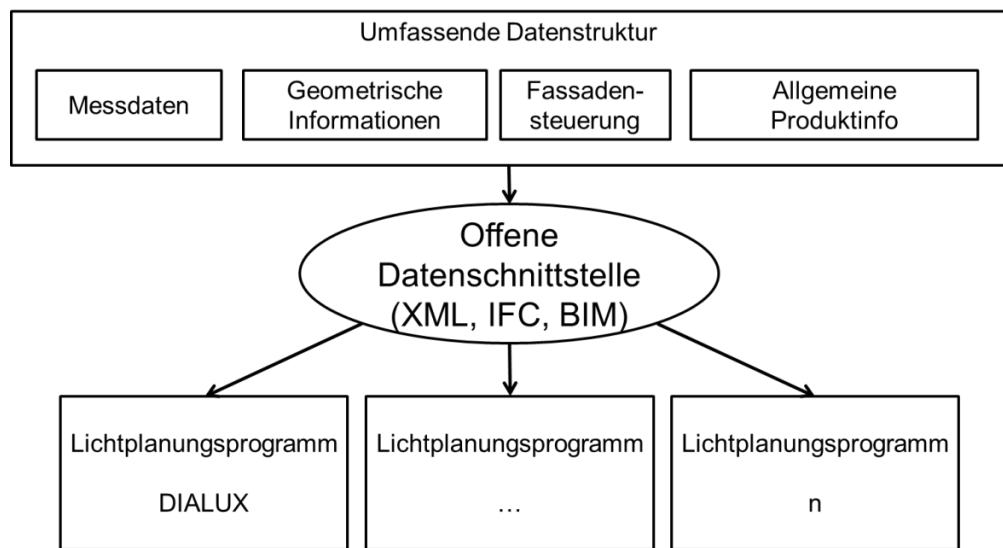 Umfassende Datenstruktur
Messdaten
Geometrische
Informationen
Fassaden-
steuerung
Allgemeine
Produktinfo
Offene
Datenschnittstelle
(XML, IFC, BIM)
Lichtplanungsprogramm
DIALUX
Lichtplanungsprogramm
…
Lichtplanungsprogramm
n